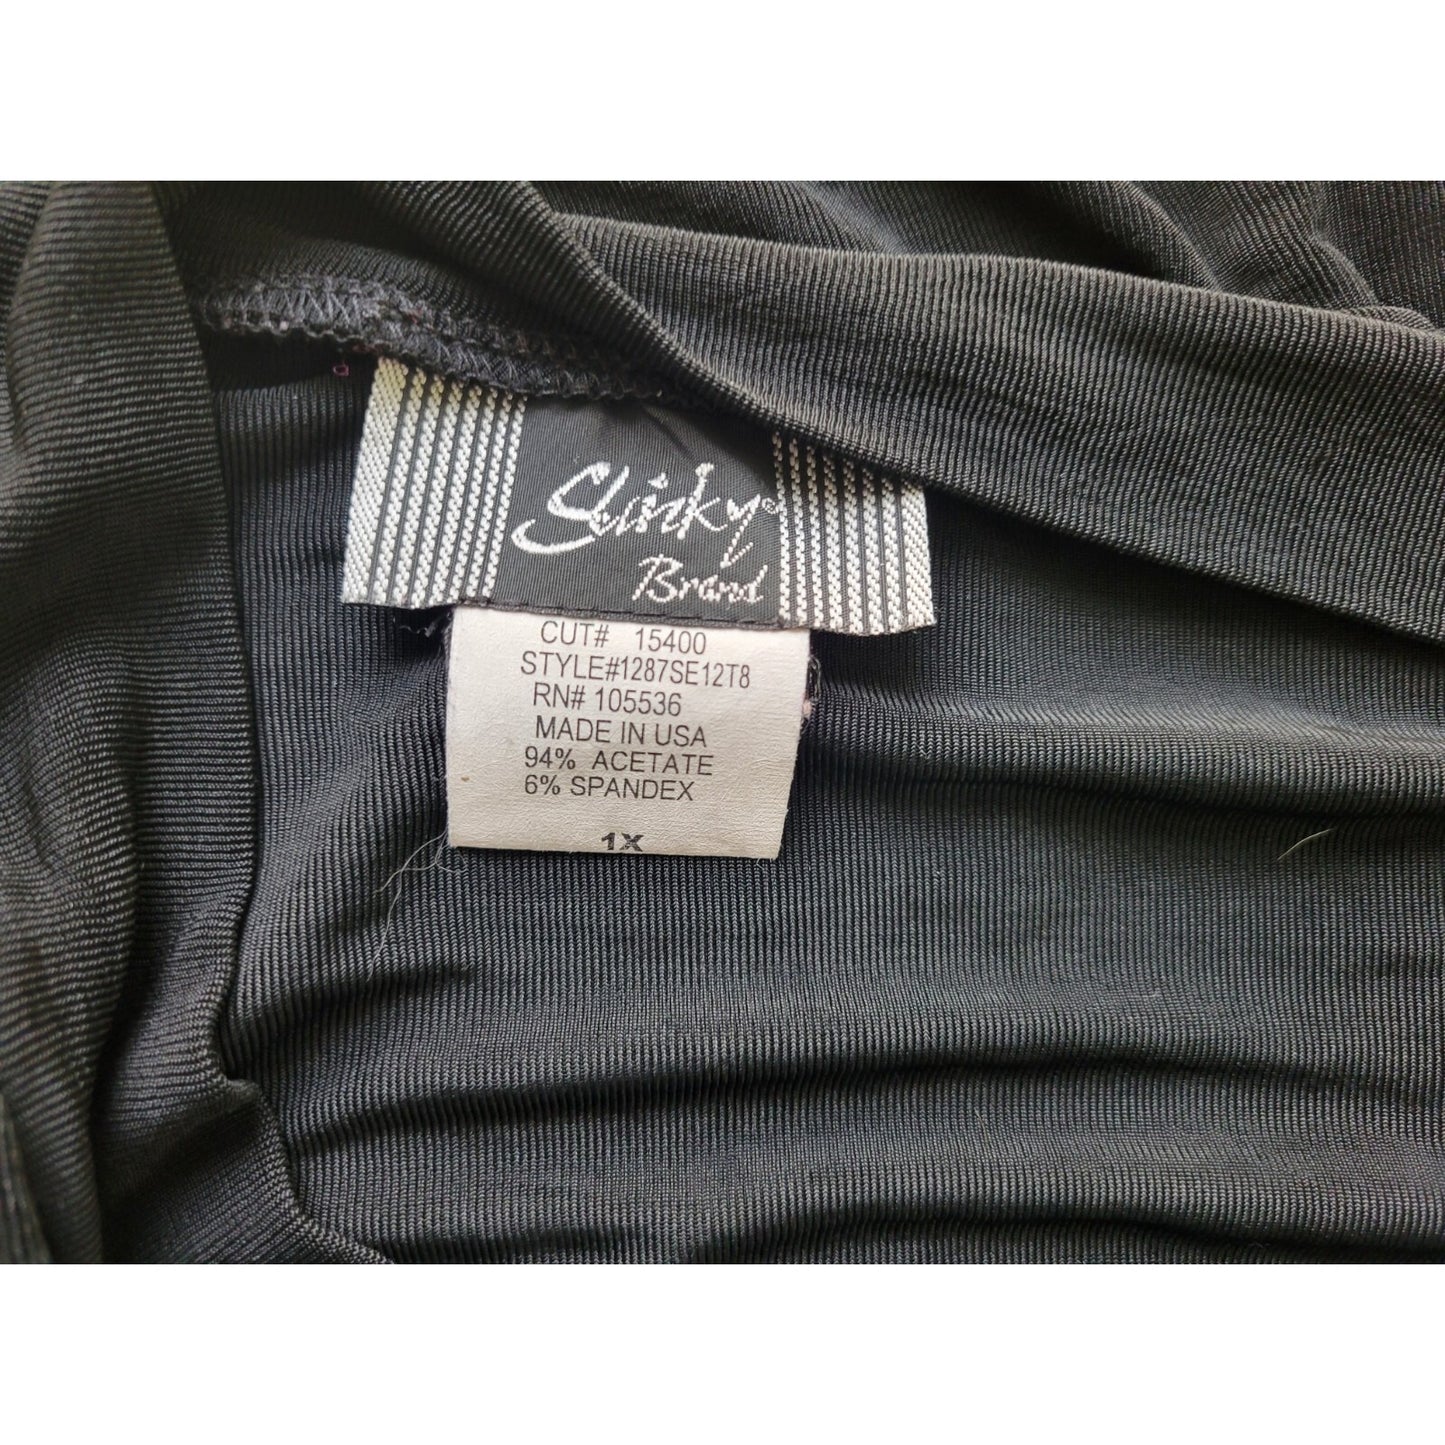 Slinky®
Brand
CUT# 15400
STYLE#1287SE12T8
RN# 105536
MADE IN USA
94% ACETATE
6% SPANDEX
1X